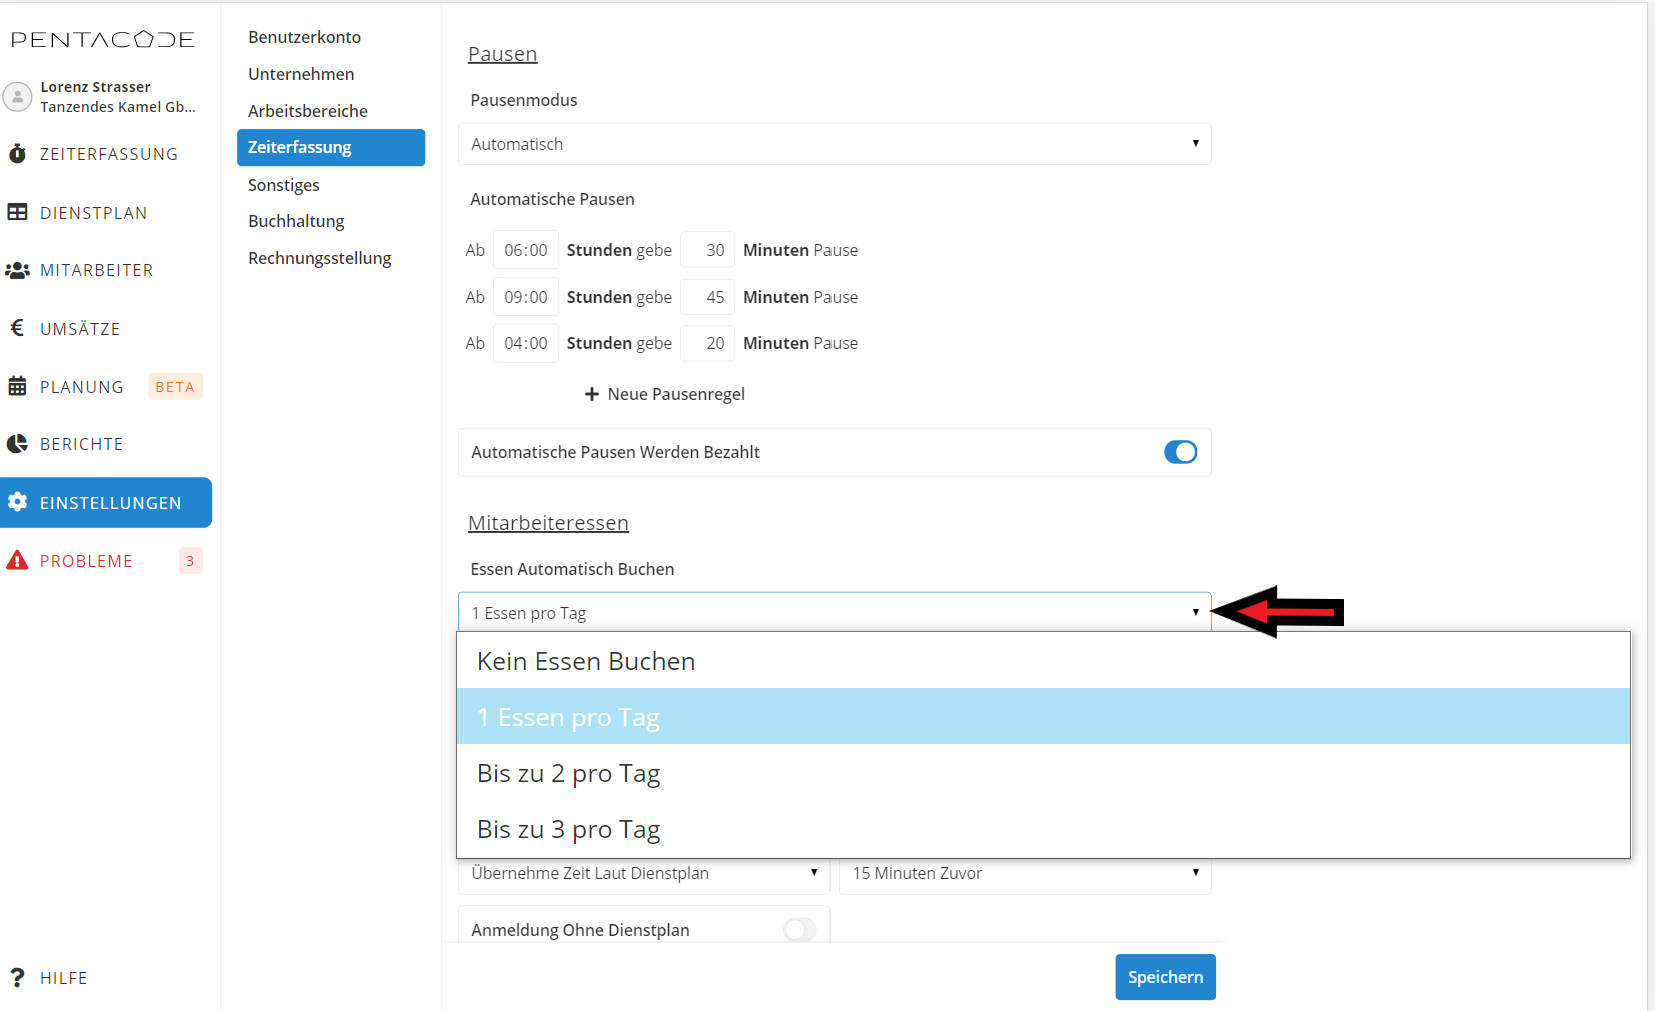 PENTACODE
Lorenz Strasser
Tanzendes Kamel Gb...
ZEITERFASSUNG
DIENSTPLAN
MITARBEITER
UMSÄTZE
PLANUNG BETA
BERICHTE
EINSTELLUNGEN
PROBLEME 3
HILFE
Benutzerkonto
Unternehmen
Arbeitsbereiche
Zeiterfassung
Sonstiges
Buchhaltung
Rechnungsstellung
Pausen
Pausenmodus
Automatisch
Automatische Pausen
Ab 06:00 Stunden gebe 30 Minuten Pause
Ab 09:00 Stunden gebe 45 Minuten Pause
Ab 04:00 Stunden gebe 20 Minuten Pause
+ Neue Pausenregel
Automatische Pausen Werden Bezahlt
Mitarbeiteressen
Essen Automatisch Buchen
1 Essen pro Tag
Kein Essen Buchen
1 Essen pro Tag
Bis zu 2 pro Tag
Bis zu 3 pro Tag
Übernehme Zeit Laut Dienstplan 15 Minuten Zuvor
Anmeldung Ohne Dienstplan
Speichern